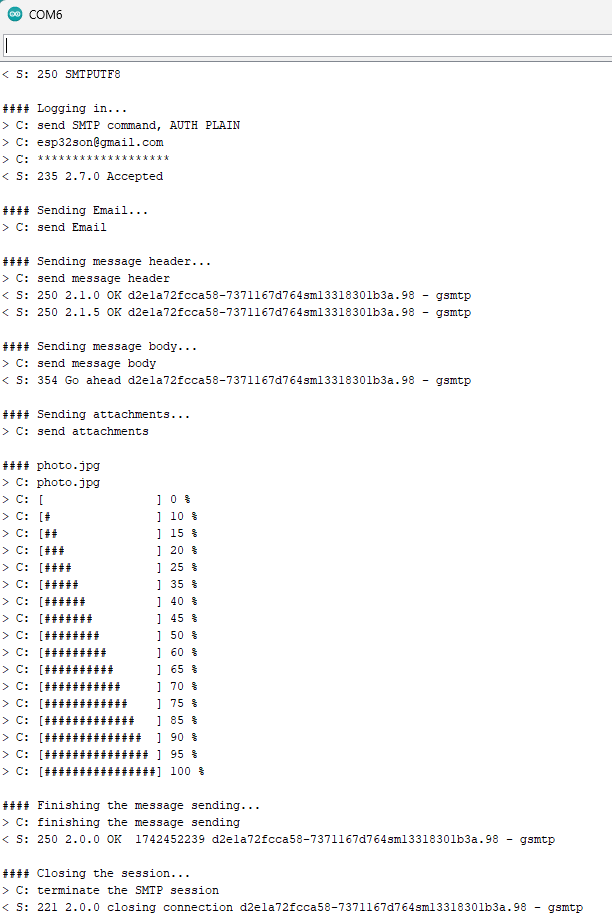 COM6
< S: 250 SMTPUTF8
#### Logging in...
> C: send SMTP command, AUTH PLAIN
> C: esp32son@gmail.com
> C: *******************
< S: 235 2.7.0 Accepted
#### Sending Email...
> C: send Email
#### Sending message header...
> C: send message header
< S: 250 2.1.0 OK d2e1a72fcca58-7371167d764sm13318301b3a.98 - gsmtp
< S: 250 2.1.5 OK d2e1a72fcca58-7371167d764sm13318301b3a.98 - gsmtp
#### Sending message body...
> C: send message body
< S: 354 Go ahead d2e1a72fcca58-7371167d764sm13318301b3a.98 - gsmtp
#### Sending attachments...
> C: send attachments
#### photo.jpg
> C: photo.jpg
> C: [                ] 0 %
> C: [#               ] 10 %
> C: [##              ] 15 %
> C: [###             ] 20 %
> C: [####            ] 25 %
> C: [#####           ] 35 %
> C: [######          ] 40 %
> C: [#######         ] 45 %
> C: [########        ] 50 %
> C: [#########       ] 60 %
> C: [##########      ] 65 %
> C: [###########     ] 70 %
> C: [############    ] 75 %
> C: [#############   ] 85 %
> C: [##############  ] 90 %
> C: [############### ] 95 %
> C: [################] 100 %
#### Finishing the message sending...
> C: finishing the message sending
< S: 250 2.0.0 OK  1742452239 d2e1a72fcca58-7371167d764sm13318301b3a.98 - gsmtp
#### Closing the session...
> C: terminate the SMTP session
< S: 221 2.0.0 closing connection d2e1a72fcca58-7371167d764sm13318301b3a.98 - gsmtp